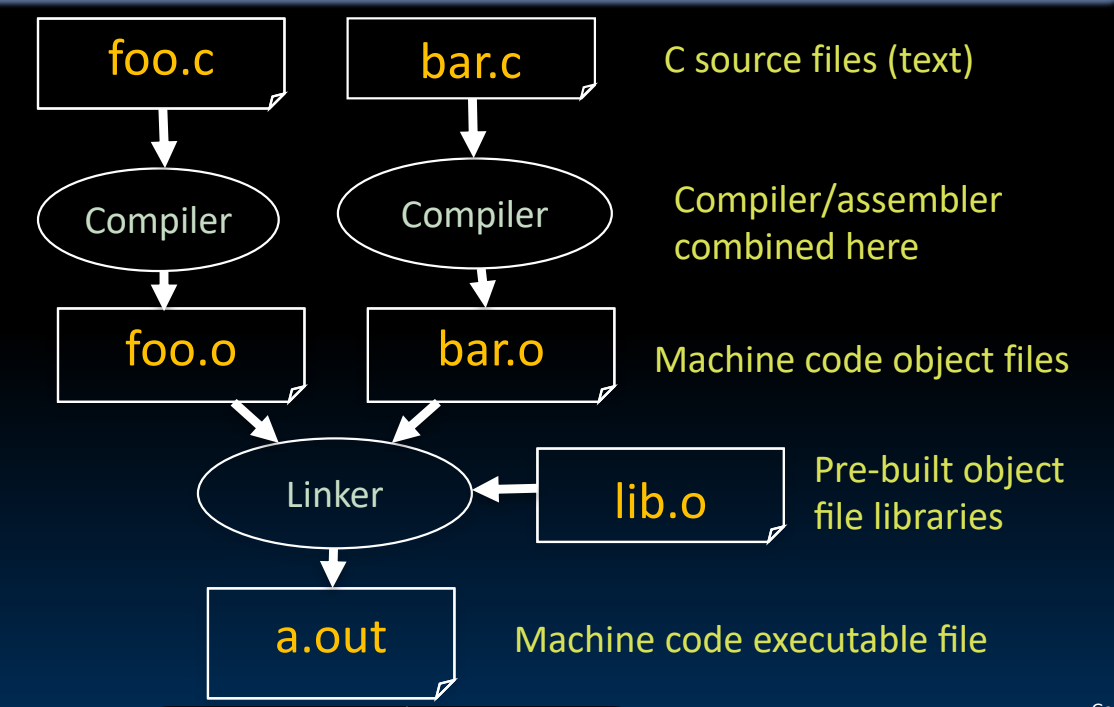 foo.c
bar.c
C source files (text)
Compiler
Compiler
Compiler/assembler
combined here
foo.o
bar.o
Machine code object files
Linker
lib.o
Pre-built object
file libraries
a.out
Machine code executable file